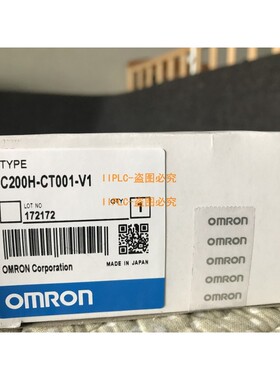 TYPE
C200H-CT001-V1
IIPLC-盗图必究
LOT NO
172172
QTY
1
IIPLC-盗图必究
OMRON Corporation
MADE IN JAPAN
OMRON
OMRON
OMRON
OMRON
OMRON
OMRON